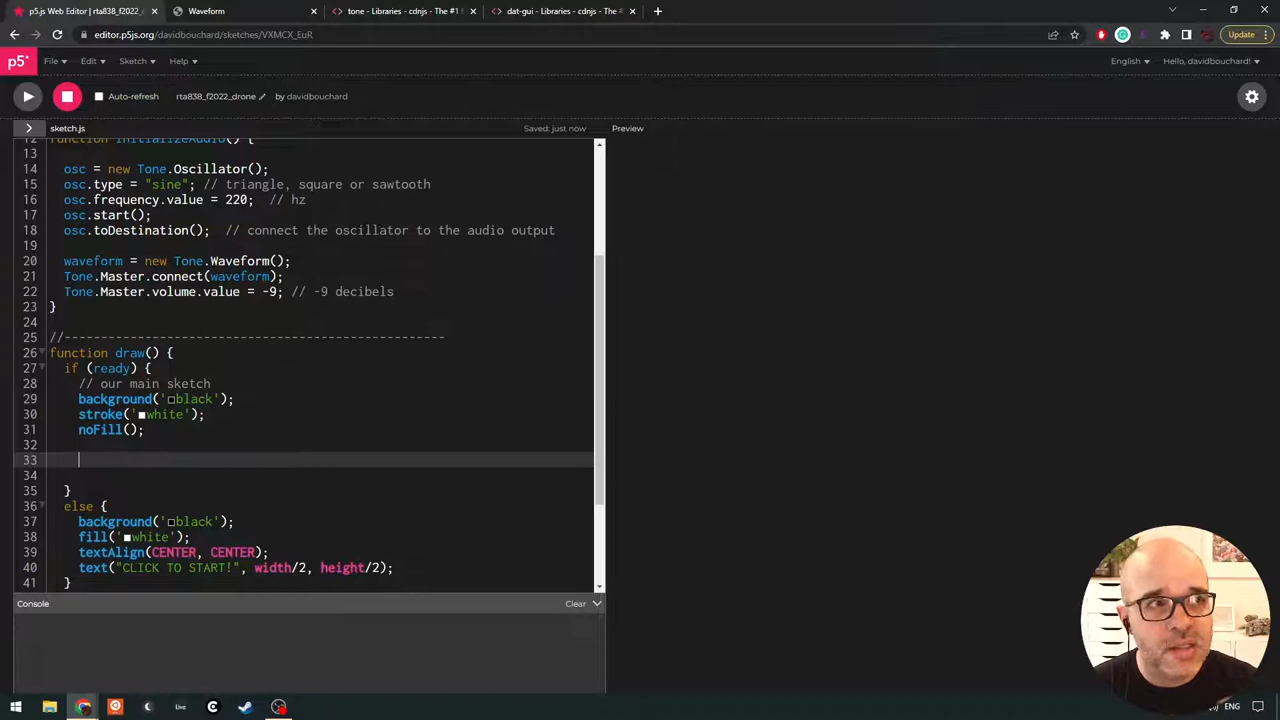 p5.js Web Editor | rta838_f2022_d
Waveform
tone - Libraries - cdnjs - The #1 f
dat-gui - Libraries - cdnjs - The #
editor.p5js.org/davidbouchard/sketches/VXMCX_EuR
Update
p5*
File
Edit
Sketch
Help
English
Hello, davidbouchard!
Auto-refresh
rta838_f2022_drone
by davidbouchard
sketch.js
Saved: just now
Preview
12 function initializeAudio() {
13
14 osc = new Tone.Oscillator();
15 osc.type = "sine"; // triangle, square or sawtooth
16 osc.frequency.value = 220; // hz
17 osc.start();
18 osc.toDestination(); // connect the oscillator to the audio output
19
20 waveform = new Tone.Waveform();
21 Tone.Master.connect(waveform);
22 Tone.Master.volume.value = -9; // -9 decibels
23 }
24
25 //----------------------------------------------------
26 function draw() {
27 if (ready) {
28 // our main sketch
29 background('black');
30 stroke('white');
31 noFill();
32
33
34
35 }
36 else {
37 background('black');
38 fill('white');
39 textAlign(CENTER, CENTER);
40 text("CLICK TO START!", width/2, height/2);
41 }
Console
Clear
Live
ENG